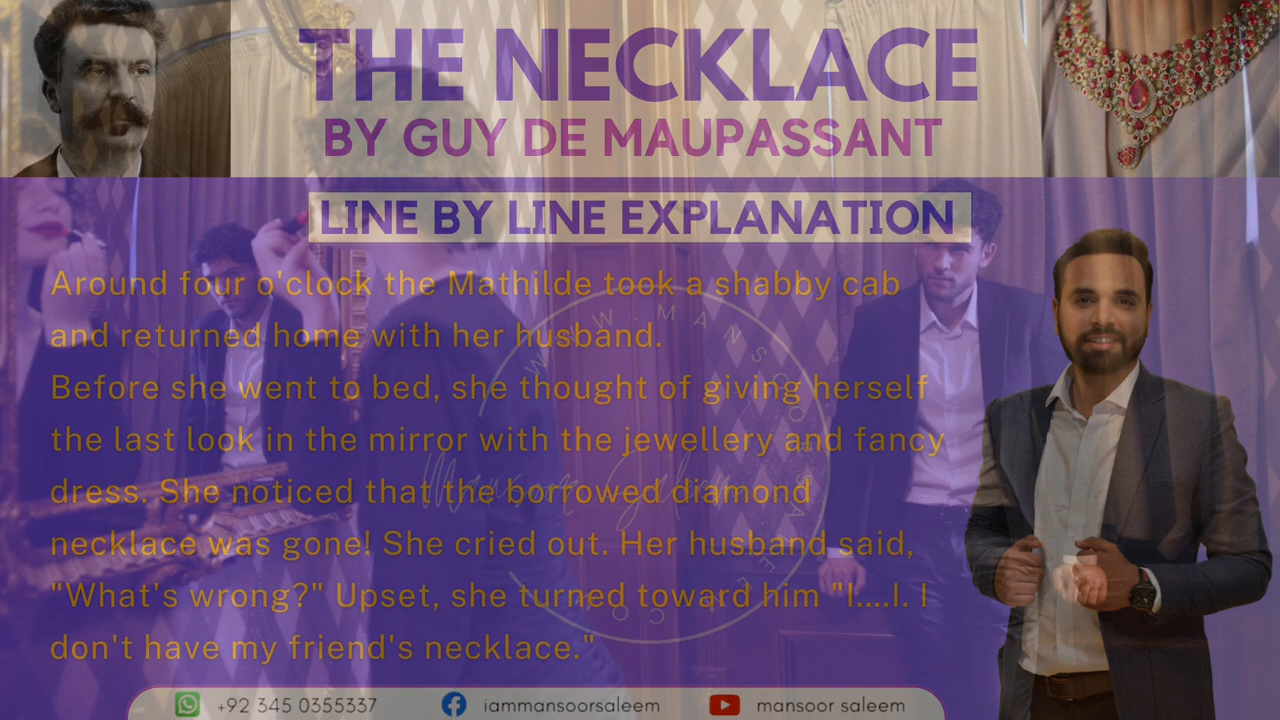 THE NECKLACE
BY GUY DE MAUPASSANT
LINE BY LINE EXPLANATION
Around four o'clock the Mathilde took a shabby cab
and returned home with her husband.
Before she went to bed, she thought of giving herself
the last look in the mirror with the jewellery and fancy
dress. She noticed that the borrowed diamond
necklace was gone! She cried out. Her husband said,
"What's wrong?" Upset, she turned toward him "I....I. I
don't have my friend's necklace."
+92 345 0355337
iammansoorsaleem
mansoor saleem